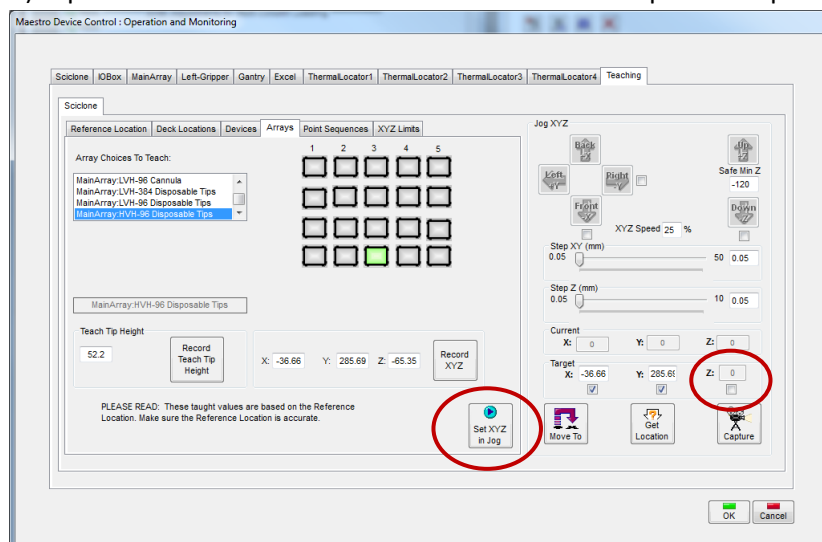 Maestro Device Control : Operation and Monitoring
Sciclone IOBox MainArray Left-Gripper Gantry Excel ThermalLocator1 ThermalLocator2 ThermalLocator3 ThermalLocator4 Teaching
Sciclone
Reference Location Deck Locations Devices Arrays Point Sequences XYZ Limits
Array Choices To Teach:
MainArray:LVH-96 Cannula
MainArray:LVH-384 Disposable Tips
MainArray:LVH-96 Disposable Tips
MainArray:HVH-96 Disposable Tips
1 2 3 4 5
MainArray:HVH-96 Disposable Tips
Teach Tip Height
52.2
Record
Teach Tip
Height
X: -36.66 Y: 285.69 Z: -65.35
Record
XYZ
PLEASE READ: These taught values are based on the Reference
Location. Make sure the Reference Location is accurate.
Set XYZ
in Jog
Jog XYZ
Back
-Y
Left
+Y
Right
Front
Up
Safe Min Z
-120
Down
XYZ Speed 25 %
Step XY (mm)
0.05 50 0.05
Step Z (mm)
0.05 10 0.05
Current
X: 0 Y: 0 Z: 0
Target
X: -36.66 Y: 285.6 Z: 0
Move To
Get
Location
Capture
OK Cancel